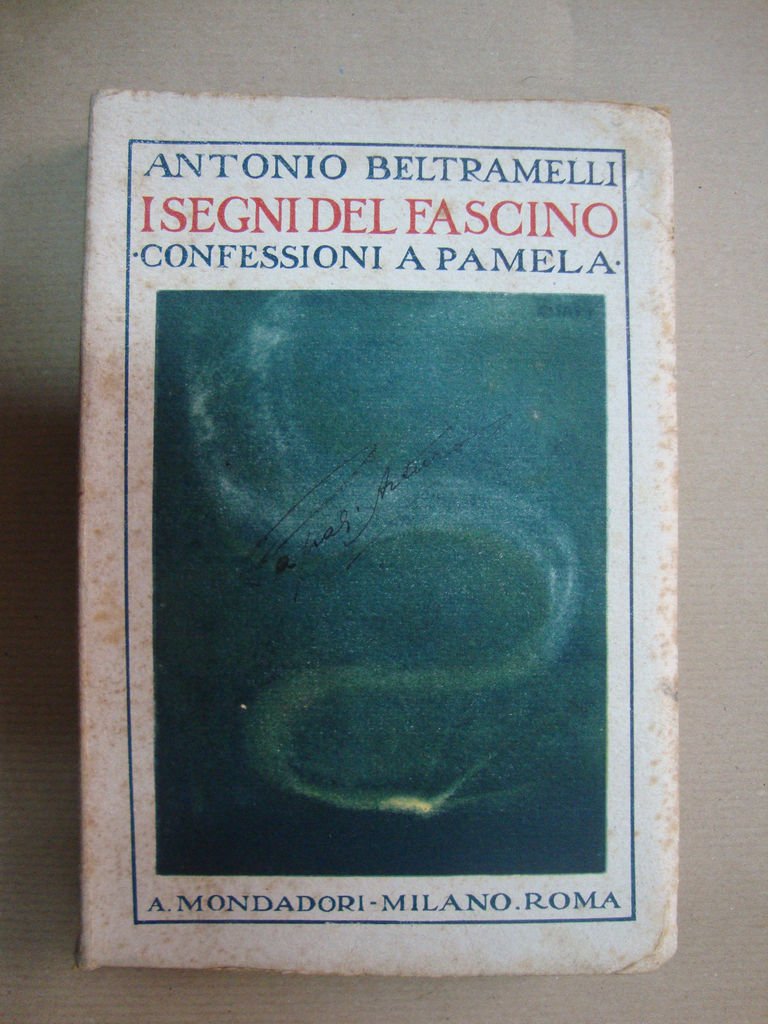 ANTONIO BELTRAMELLI
I SEGNI DEL FASCINO
·CONFESSIONI A PAMELA·
A. MONDADORI-MILANO.ROMA